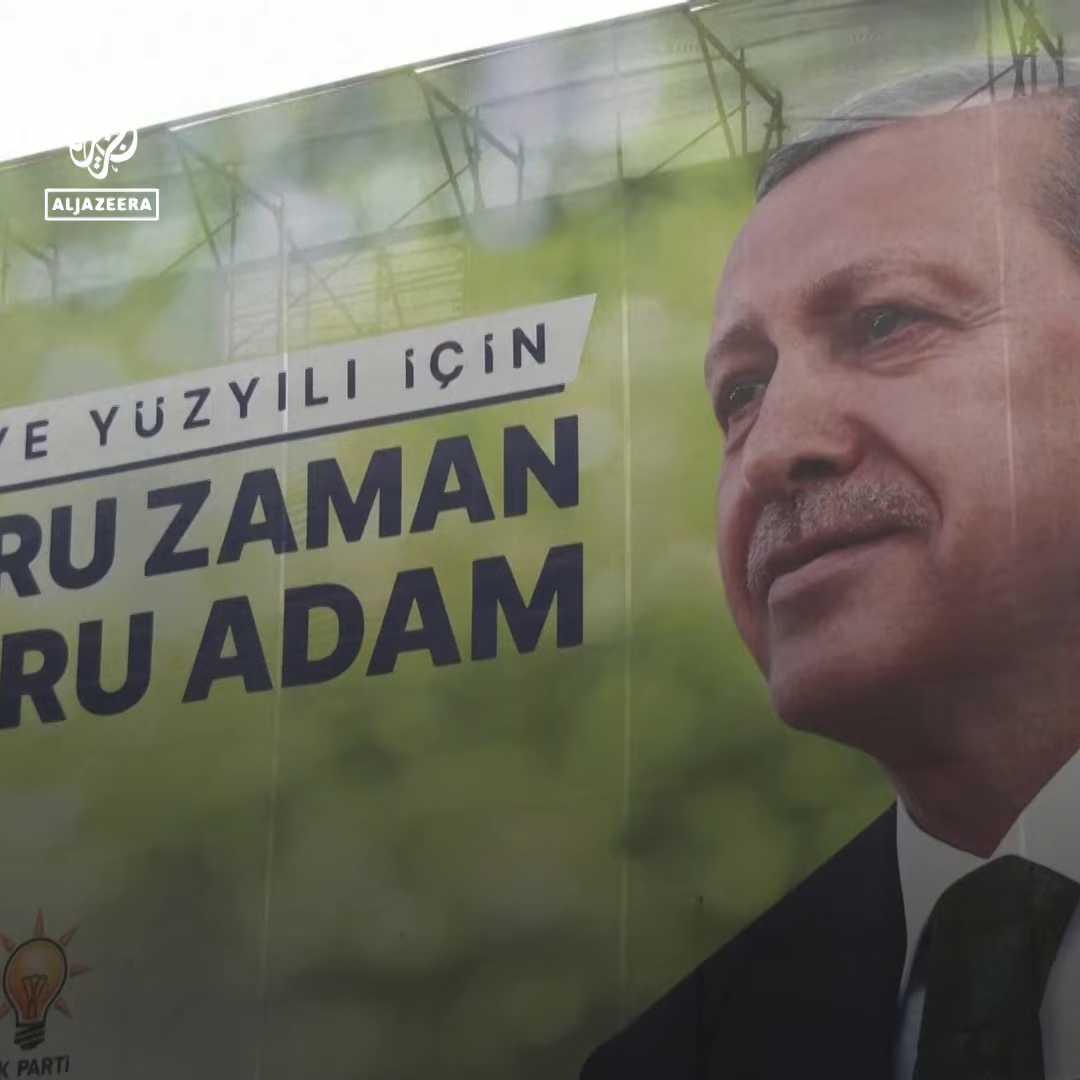 ALJAZEERA
YE YÜZYILI İÇİN
RU ZAMAN
RU ADAM
K PARTİ